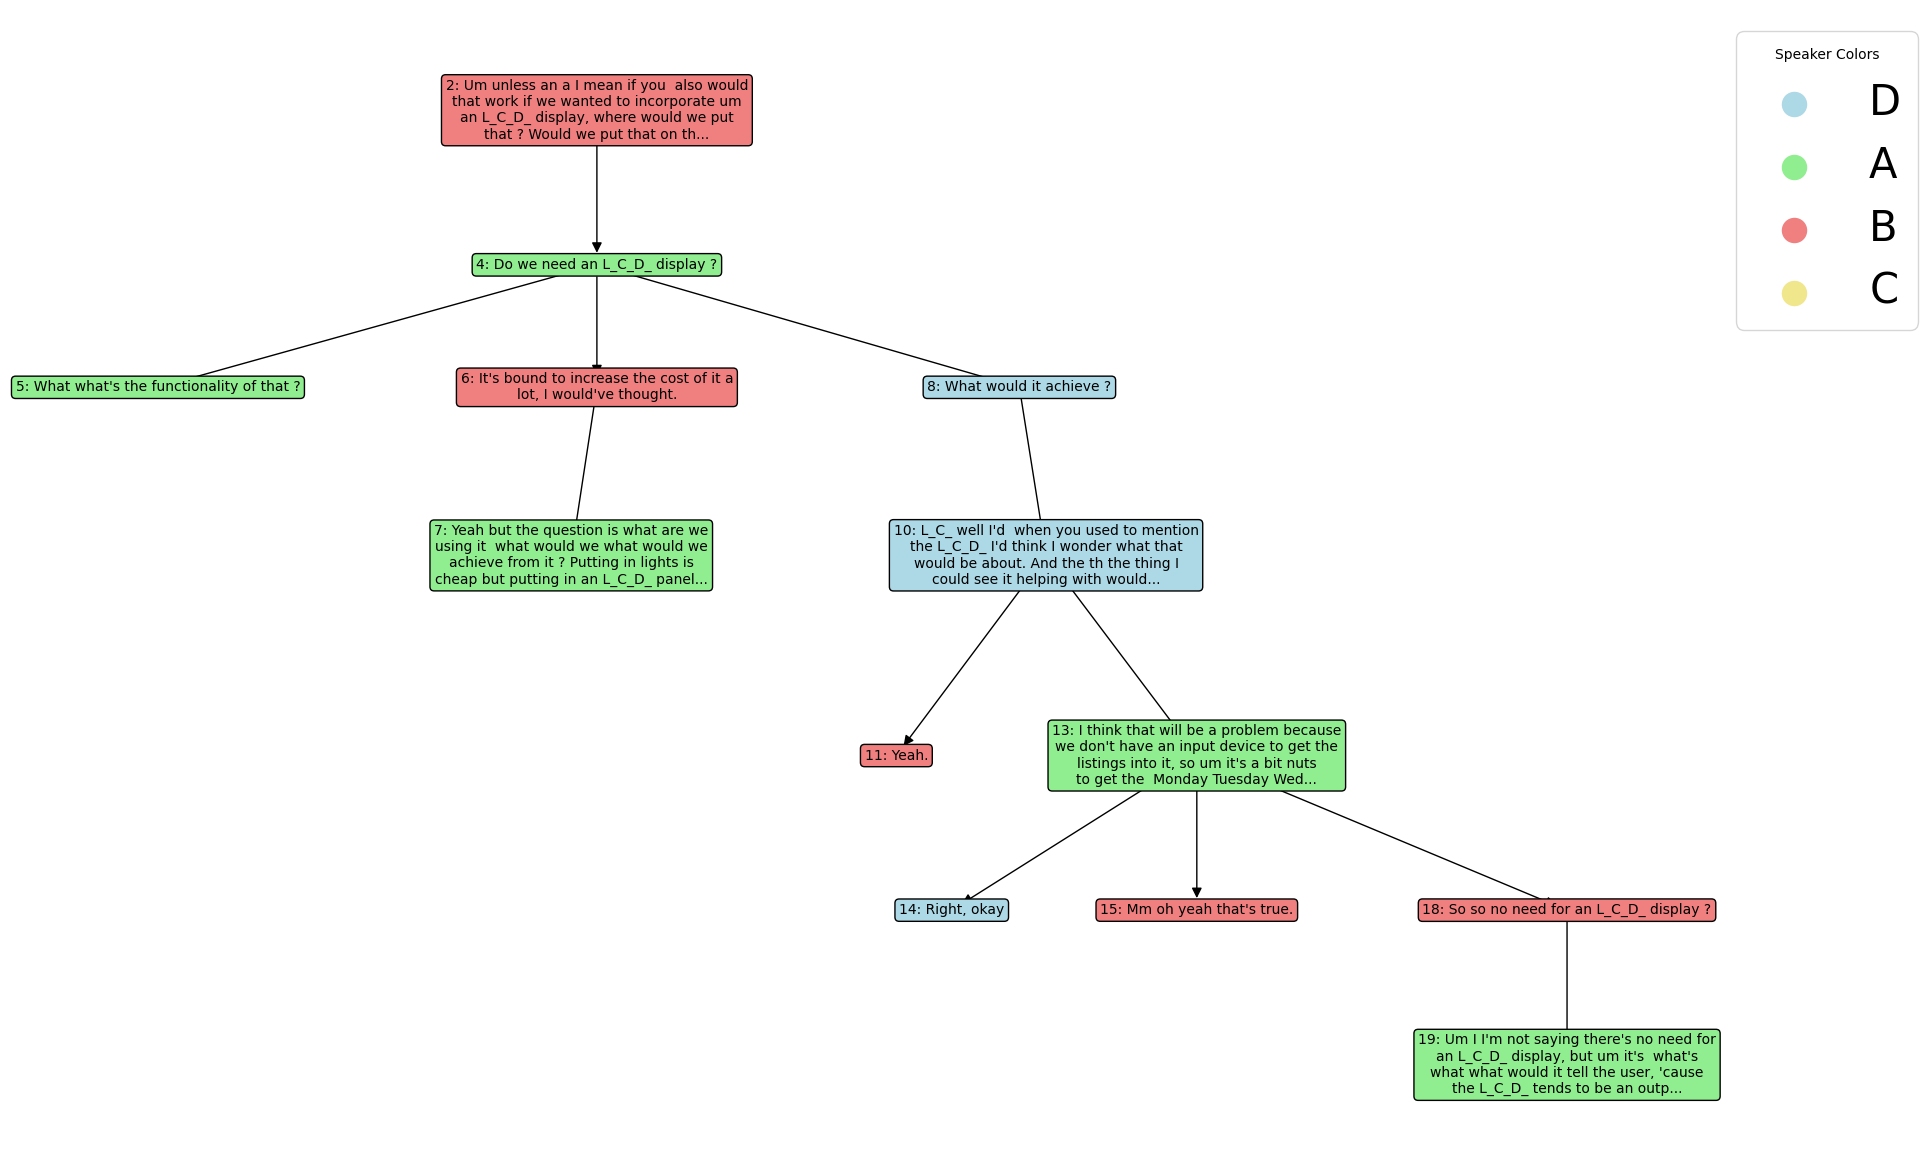 2: Um unless an a I mean if you  also would
that work if we wanted to incorporate um
an L_C_D_ display, where would we put
that ? Would we put that on th...
4: Do we need an L_C_D_ display ?
5: What what's the functionality of that ?
6: It's bound to increase the cost of it a
lot, I would've thought.
8: What would it achieve ?
7: Yeah but the question is what are we
using it  what would we what would we
achieve from it ? Putting in lights is
cheap but putting in an L_C_D_ panel...
10: L_C_ well I'd  when you used to mention
the L_C_D_ I'd think I wonder what that
would be about. And the th the thing I
could see it helping with would...
11: Yeah.
13: I think that will be a problem because
we don't have an input device to get the
listings into it, so um it's a bit nuts
to get the  Monday Tuesday Wed...
14: Right, okay
15: Mm oh yeah that's true.
18: So so no need for an L_C_D_ display ?
19: Um I I'm not saying there's no need for
an L_C_D_ display, but um it's  what's
what what would it tell the user, 'cause
the L_C_D_ tends to be an outp...
Speaker Colors
D
A
B
C